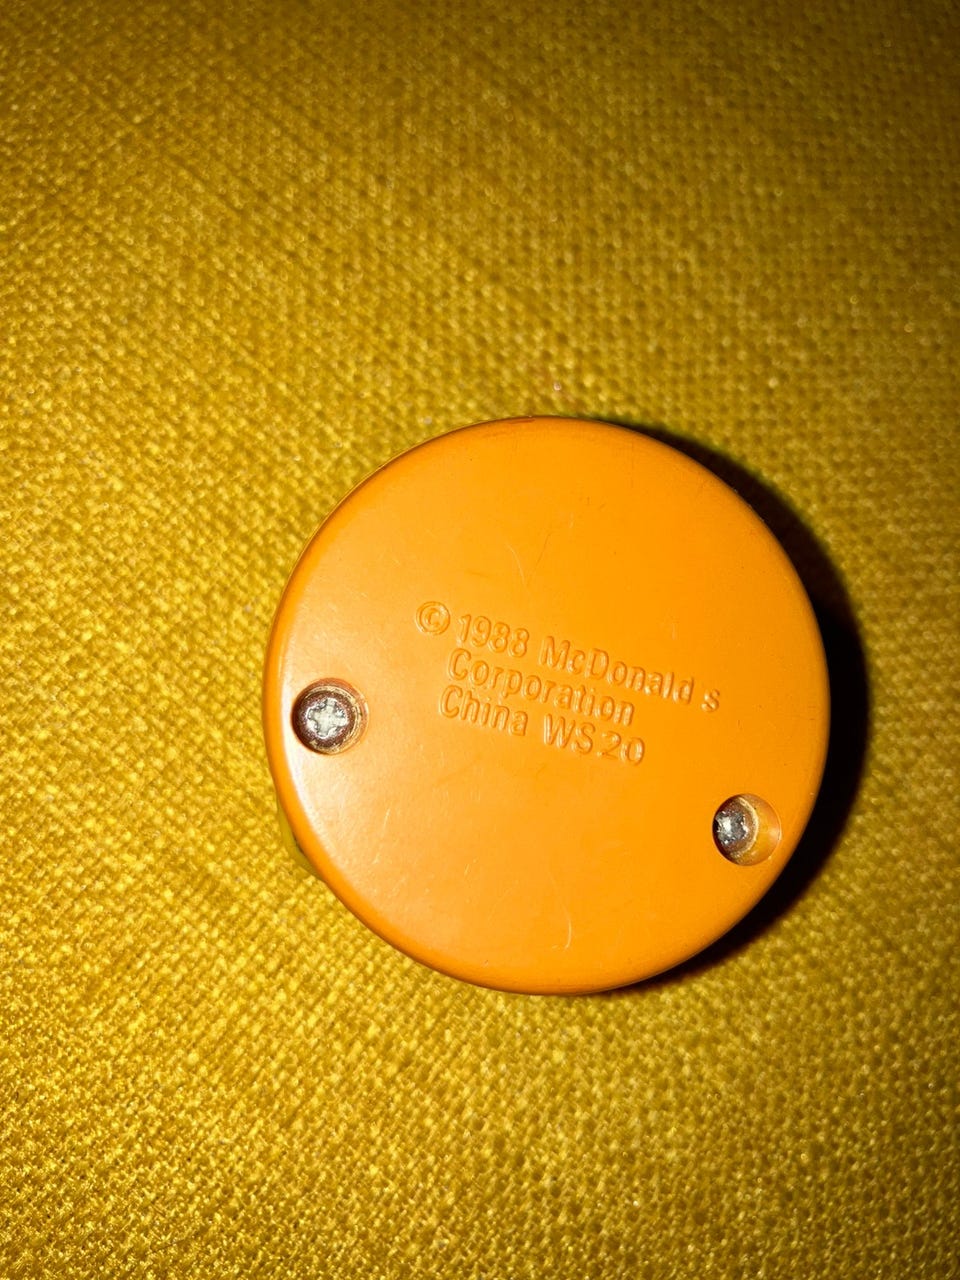 © 1988 McDonald s
Corporation
China WS.20